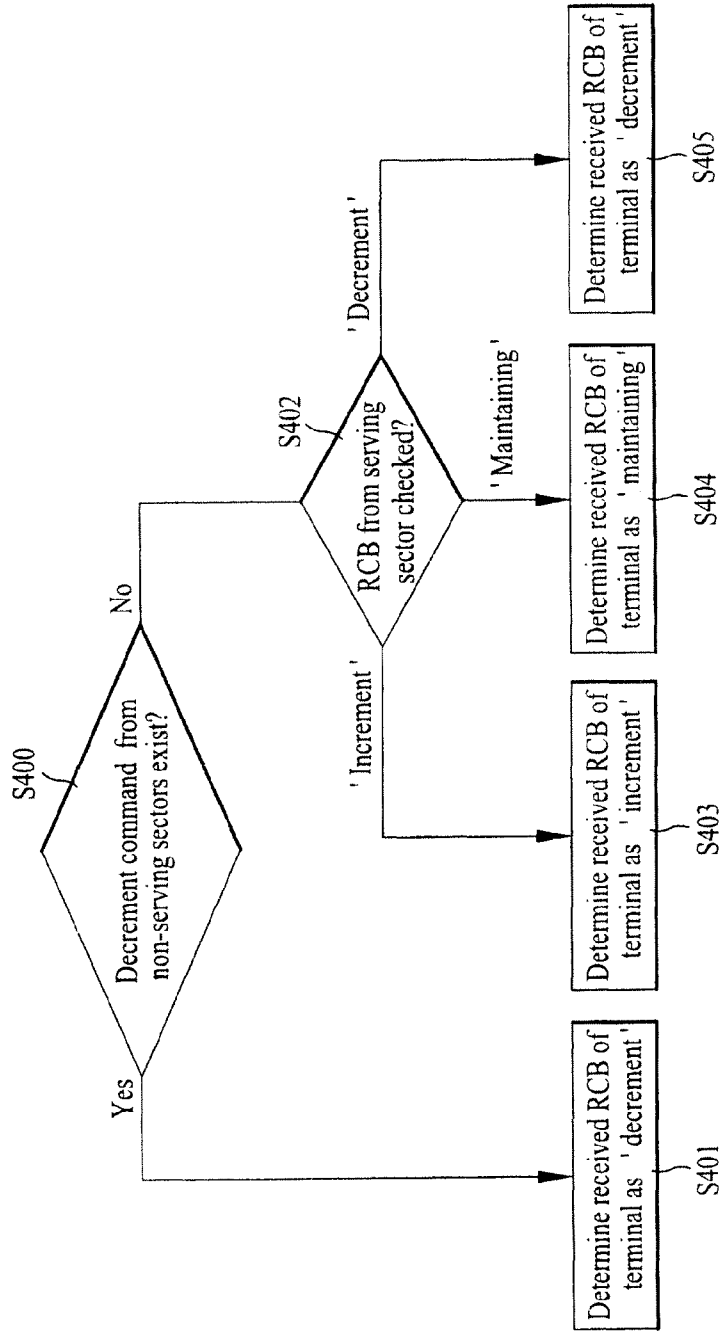 S400
Decrement command from
non-serving sectors exist?
Yes
No
S402
RCB from serving
sector checked?
' Increment'
' Maintaining'
' Decrement'
Determine received RCB of
terminal as ' decrement'
S401
Determine received RCB of
terminal as ' increment'
S403
Determine received RCB of
terminal as ' maintaining'
S404
Determine received RCB of
terminal as ' decrement'
S405